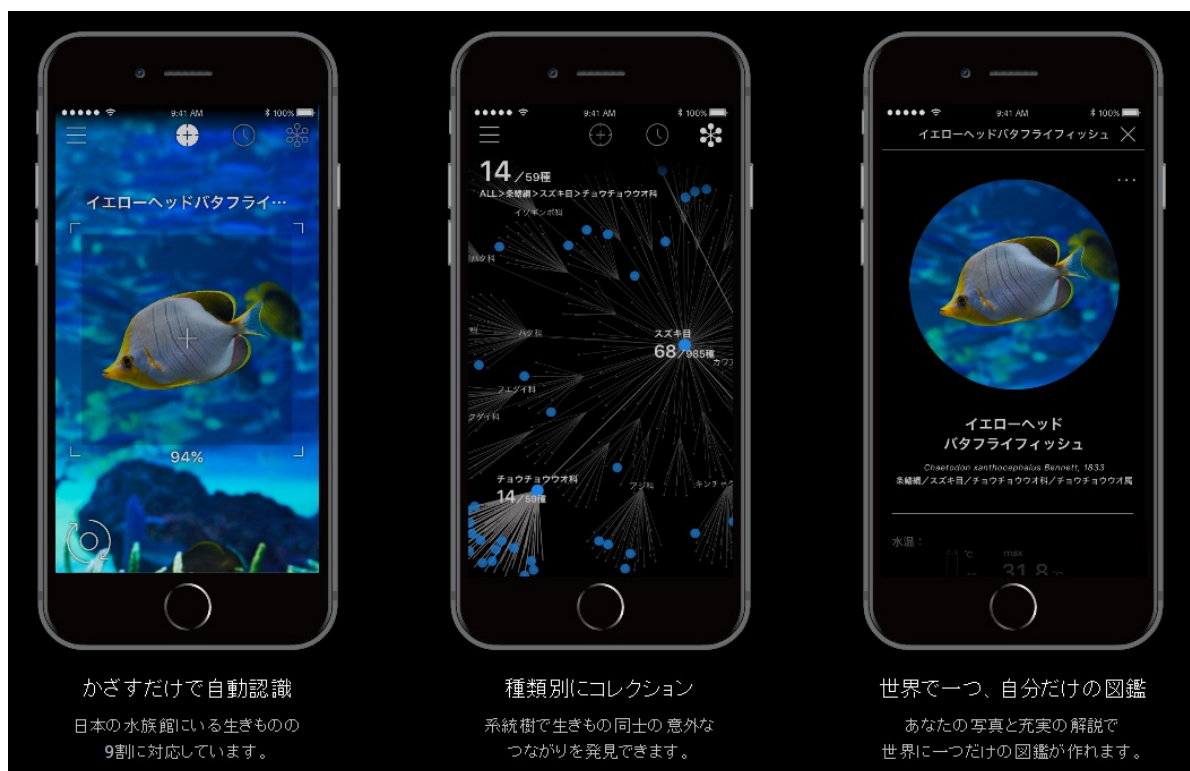 9:41 AM
100%
イエローヘッドバタフライ…
94%
かざすだけで自動認識
日本の水族館にいる生きものの
9割に対応しています。
9:41 AM
100%
14/59種
ALL>条鰭綱>スズキ目>チョウチョウウオ科
イソギンポ科
ハタ科
ハタ科
スズキ目
68/985種
フエダイ科
チョウチョウウオ科
14/59種
アジ科
種類別にコレクション
系統樹で生きもの同士の意外な
つながりを発見できます。
9:41 AM
100%
イエローヘッドバタフライフィッシュ
イエローヘッド
バタフライフィッシュ
Chaetodon xanthocephalus Bennett, 1833
条鰭綱/スズキ目/チョウチョウウオ科/チョウチョウウオ属
水温:
℃
max
31.8℃
世界で一つ、自分だけの図鑑
あなたの写真と充実の解説で
世界に一つだけの図鑑が作れます。